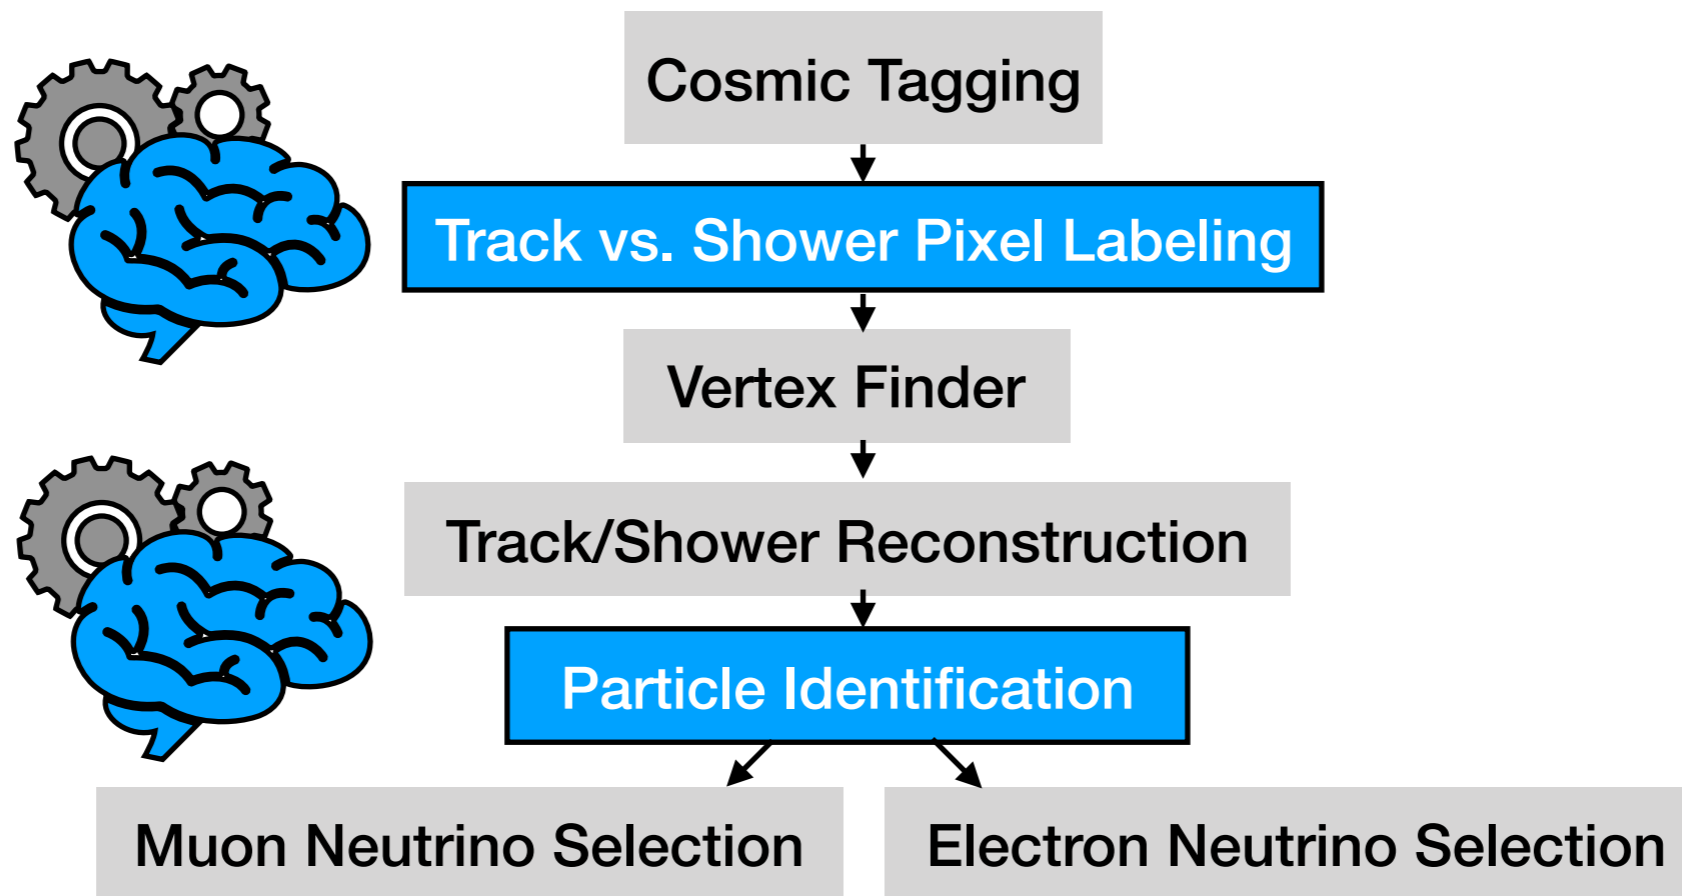 Cosmic Tagging
Track vs. Shower Pixel Labeling
Vertex Finder
Track/Shower Reconstruction
Particle Identification
Muon Neutrino Selection
Electron Neutrino Selection